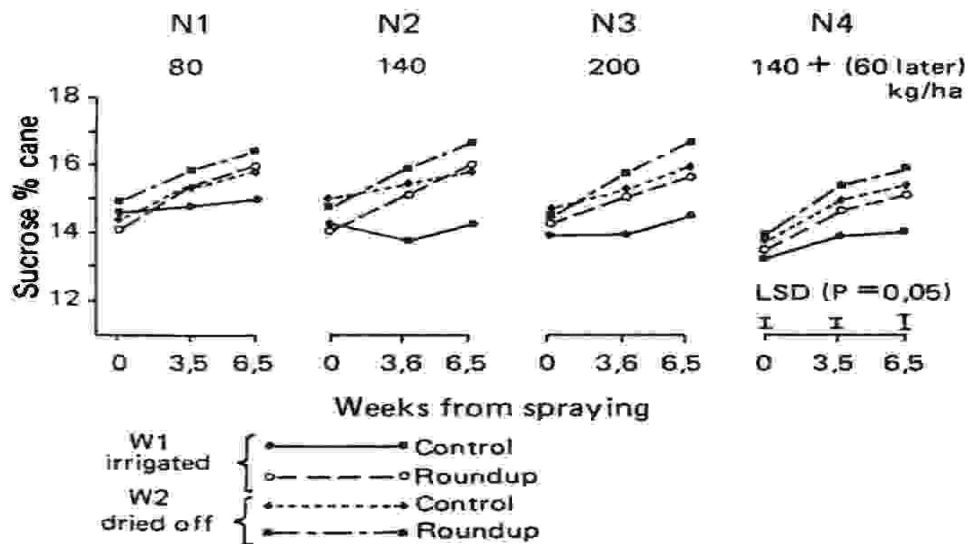 N1 N2 N3 N4
80 140 200 140 + (60 later)
kg/ha
Sucrose % cane
18
16
14
12
LSD (P = 0,05)
0 3,5 6,5 0 3,6 6,5 0 3,6 6,5 0 3,5 6,5
Weeks from spraying
W1 irrigated
Control
Roundup
W2 dried off
Control
Roundup